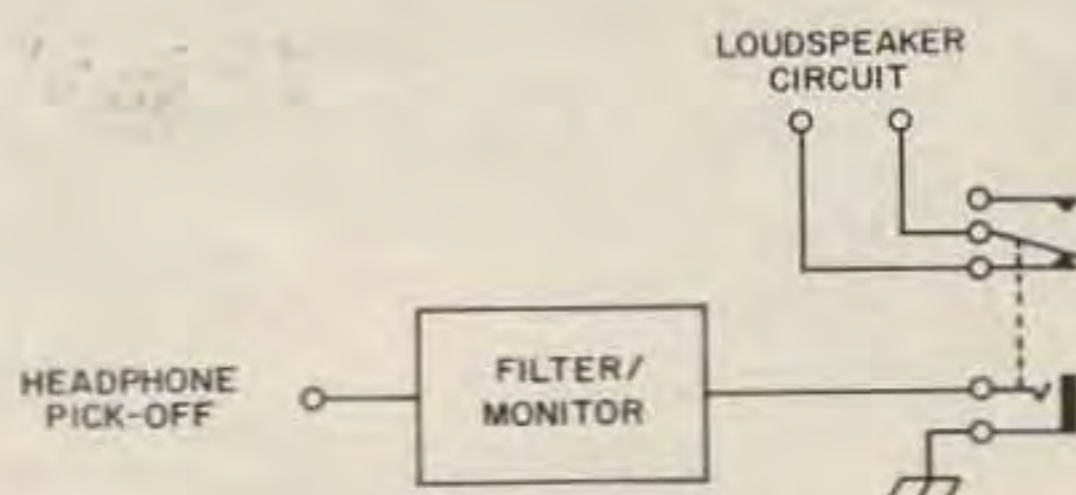 LOUDSPEAKER
CIRCUIT
HEADPHONE
PICK-OFF
FILTER/
MONITOR